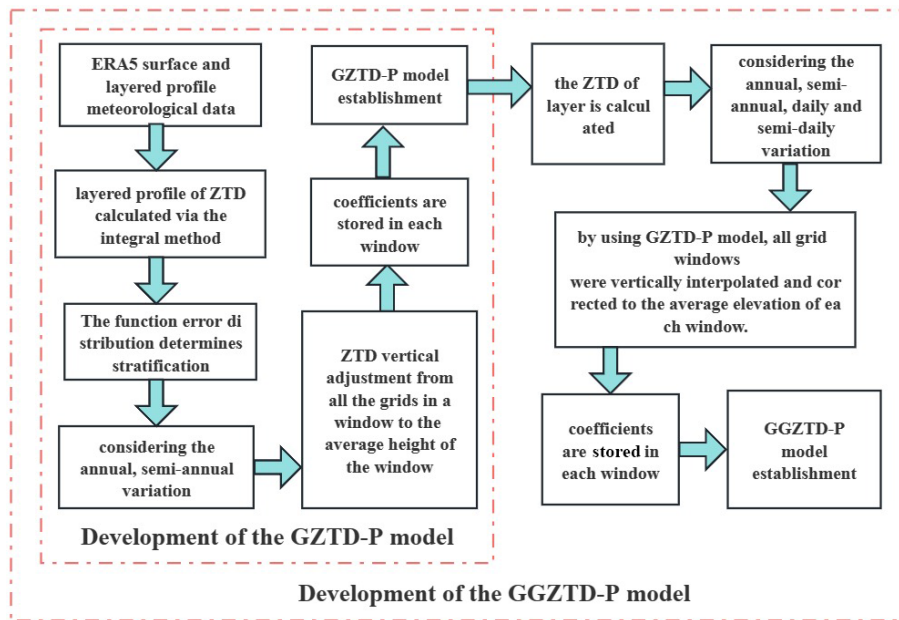 ERA5 surface and
layered profile
meteorological data
layered profile of ZTD
calculated via the
integral method
The function error di
stribution determines
stratification
considering the
annual, semi-annual
variation
ZTD vertical
adjustment from
all the grids in a
window to the
average height of
the window
coefficients are
stored in each
window
GZTD-P model
establishment
Development of the GZTD-P model
the ZTD of
layer is calcul
ated
considering the
annual, semi-
annual, daily and
semi-daily
variation
by using GZTD-P model, all grid
windows
were vertically interpolated and cor
rected to the average elevation of ea
ch window.
coefficients
are stored in
each window
GGZTD-P
model
establishment
Development of the GGZTD-P model